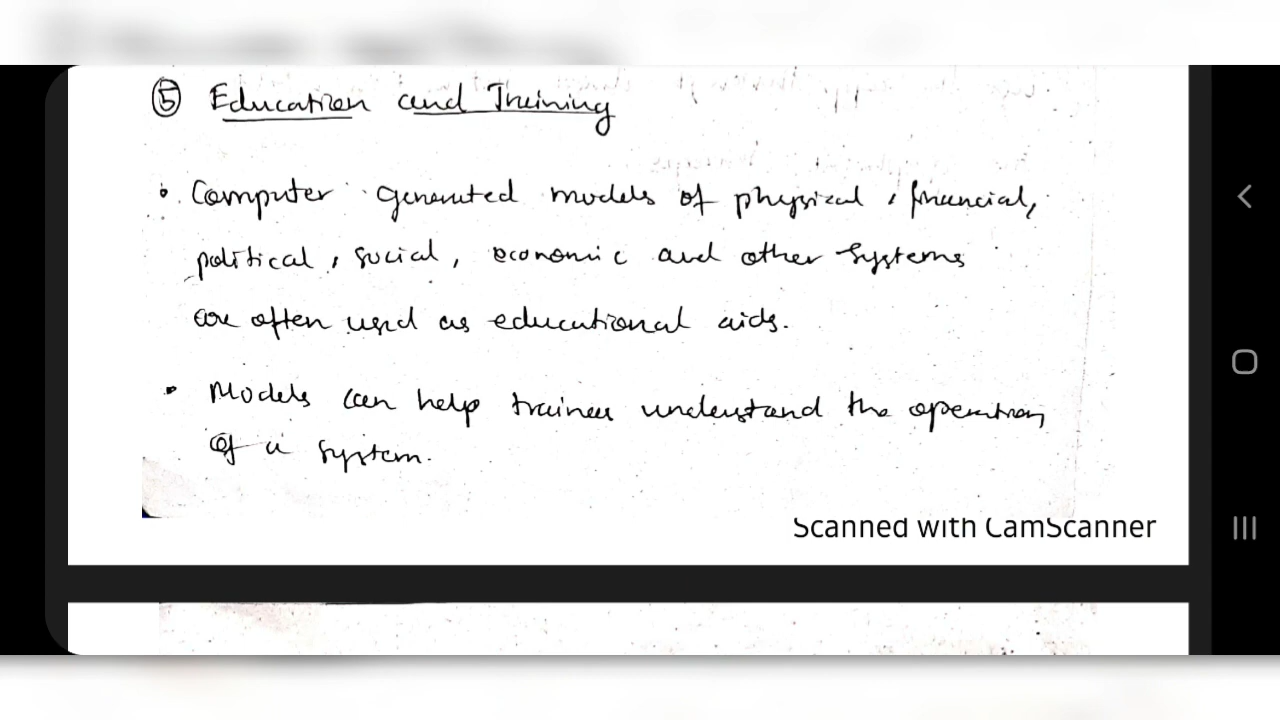 ⑤ Education and Training
• Computer generated models of physical, financial,
political, social, economic and other systems
are often used as educational aids.
• Models can help trainees understand the operation
of a system.
Scanned with CamScanner